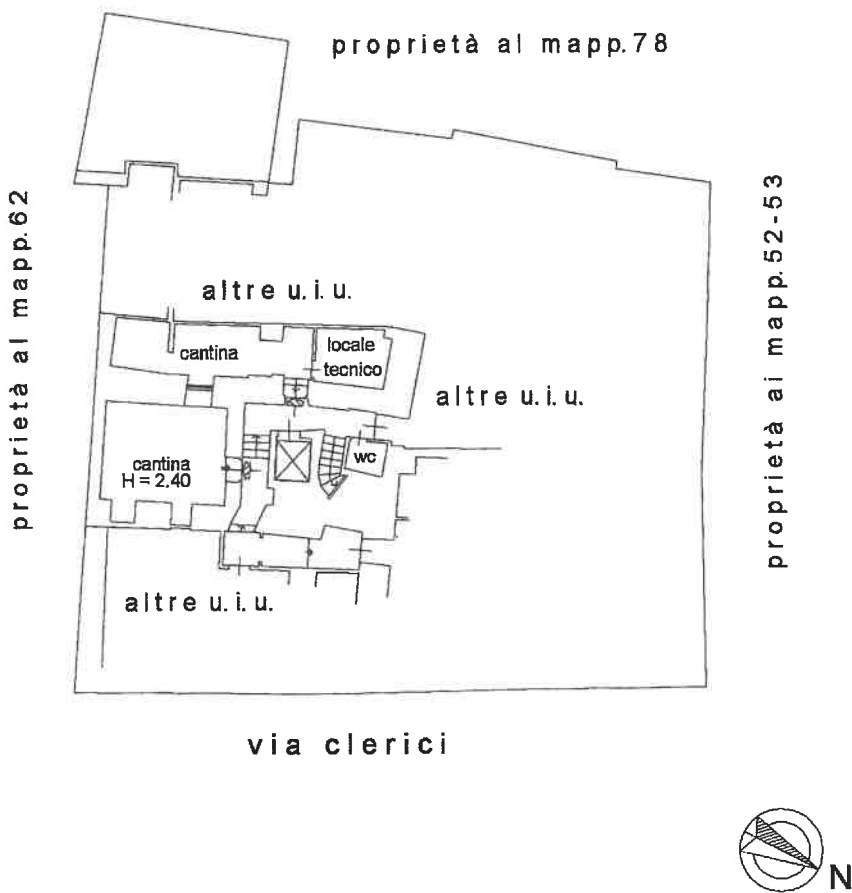 proprietà al mapp.78
proprietà al mapp.62
proprietà ai mapp.52-53
altre u.i.u.
cantina
locale
tecnico
altre u.i.u.
cantina
H = 2.40
wc
altre u.i.u.
via clerici
N